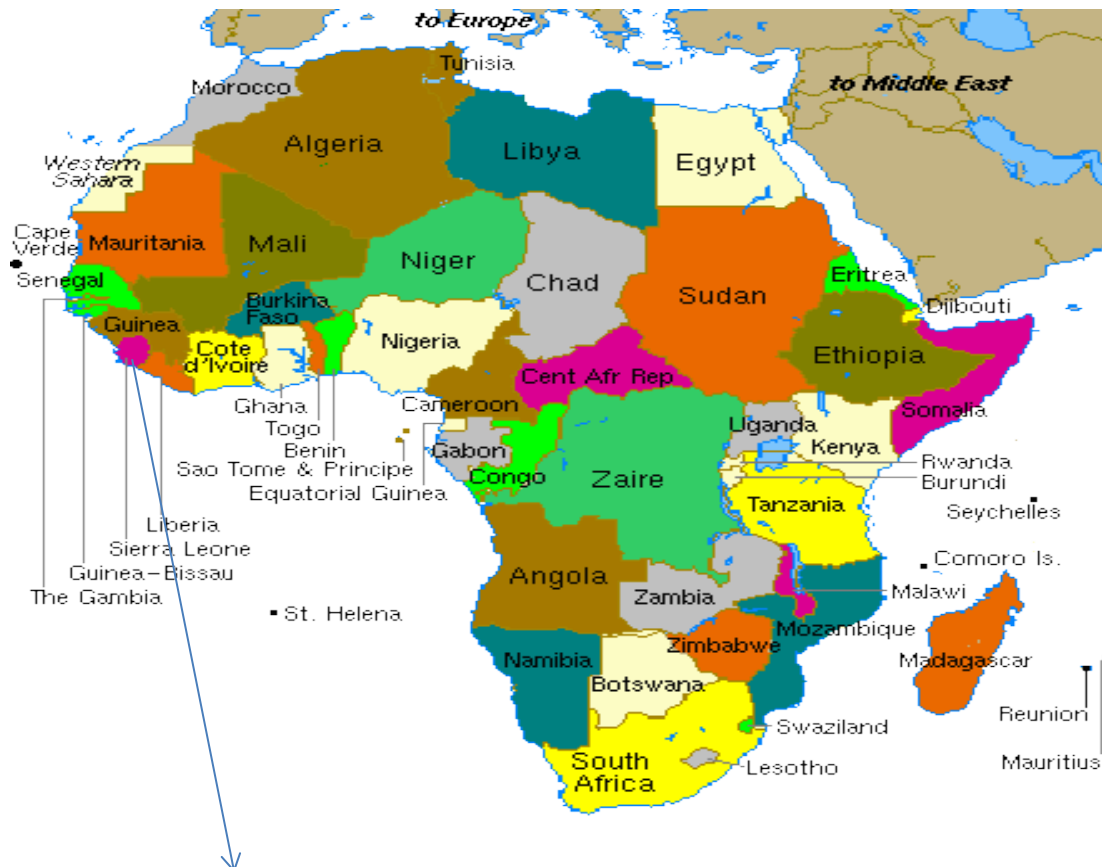 to Europe
Tunisia
Morocco
to Middle East
Algeria
Libya
Egypt
Western
Sahara
Mauritania
Mali
Niger
Chad
Sudan
Eritrea
Cape
Verde
Senegal
Djibouti
Burkina
Faso
Guinea
Nigeria
Ethiopia
Cote
d'Ivoire
Cent Afr Rep
Ghana
Cameroon
Somalia
Togo
Uganda
Benin
Gabon
Kenya
Sao Tome & Principe
Rwanda
Congo
Zaire
Burundi
Equatorial Guinea
Tanzania
Seychelles
Liberia
Sierra Leone
Comoro Is.
Guinea-Bissau
Angola
The Gambia
Zambia
Malawi
St. Helena
Mozambique
Zimbabwe
Namibia
Madagascar
Botswana
Reunion
Swaziland
South
Africa
Lesotho
Mauritius